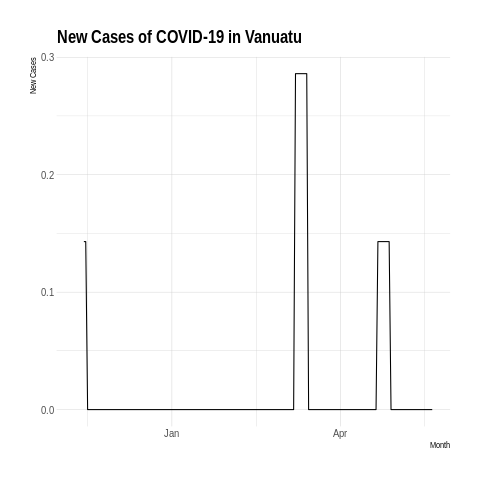 New Cases of COVID-19 in Vanuatu
New Cases
0.3
0.2
0.1
0.0
Jan
Apr
Month